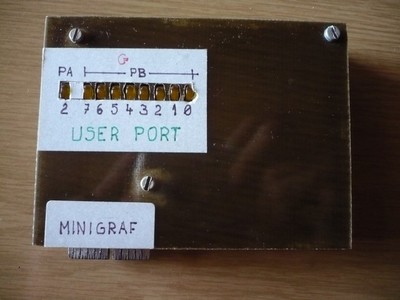 PA PB
2 7 6 5 4 3 2 1 0
USER PORT
MINIGRAF